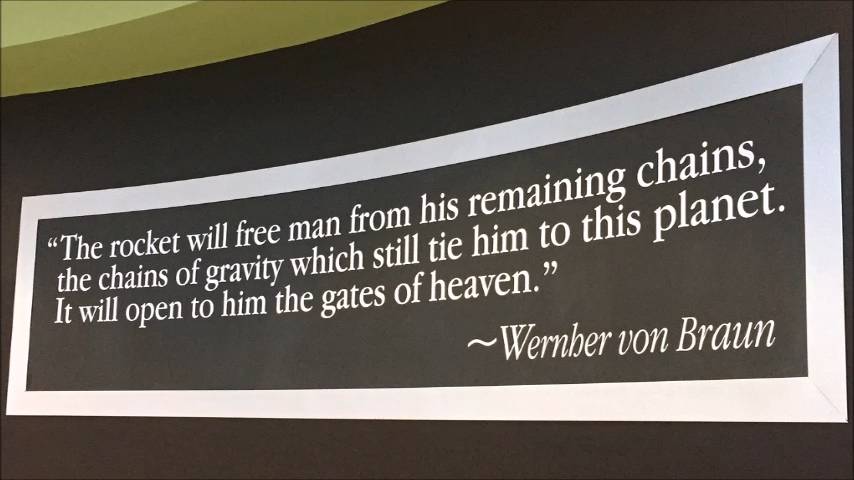 “The rocket will free man from his remaining chains,
the chains of gravity which still tie him to this planet.
It will open to him the gates of heaven.”
~Wernher von Braun